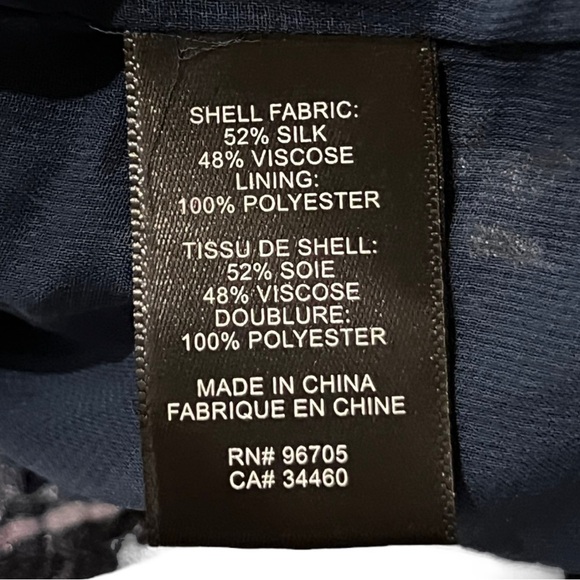 SHELL FABRIC:
52% SILK
48% VISCOSE
LINING:
100% POLYESTER
TISSU DE SHELL:
52% SOIE
48% VISCOSE
DOUBLURE:
100% POLYESTER
MADE IN CHINA
FABRIQUE EN CHINE
RN# 96705
CA# 34460